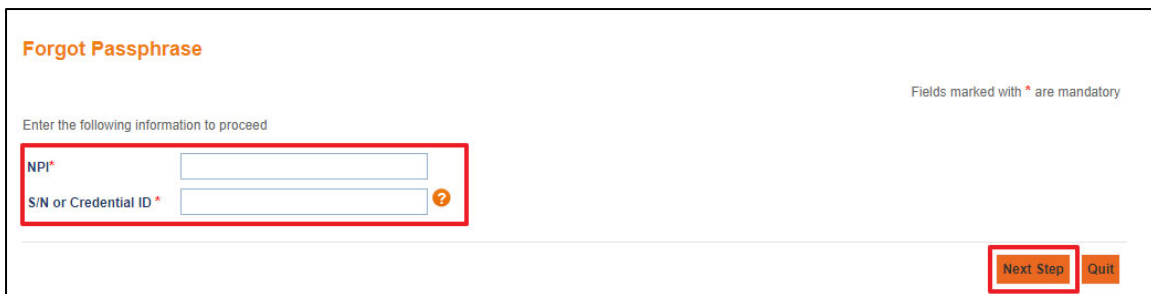 Forgot Passphrase
Fields marked with * are mandatory
Enter the following information to proceed
NPI*
S/N or Credential ID * ?
Next Step Quit